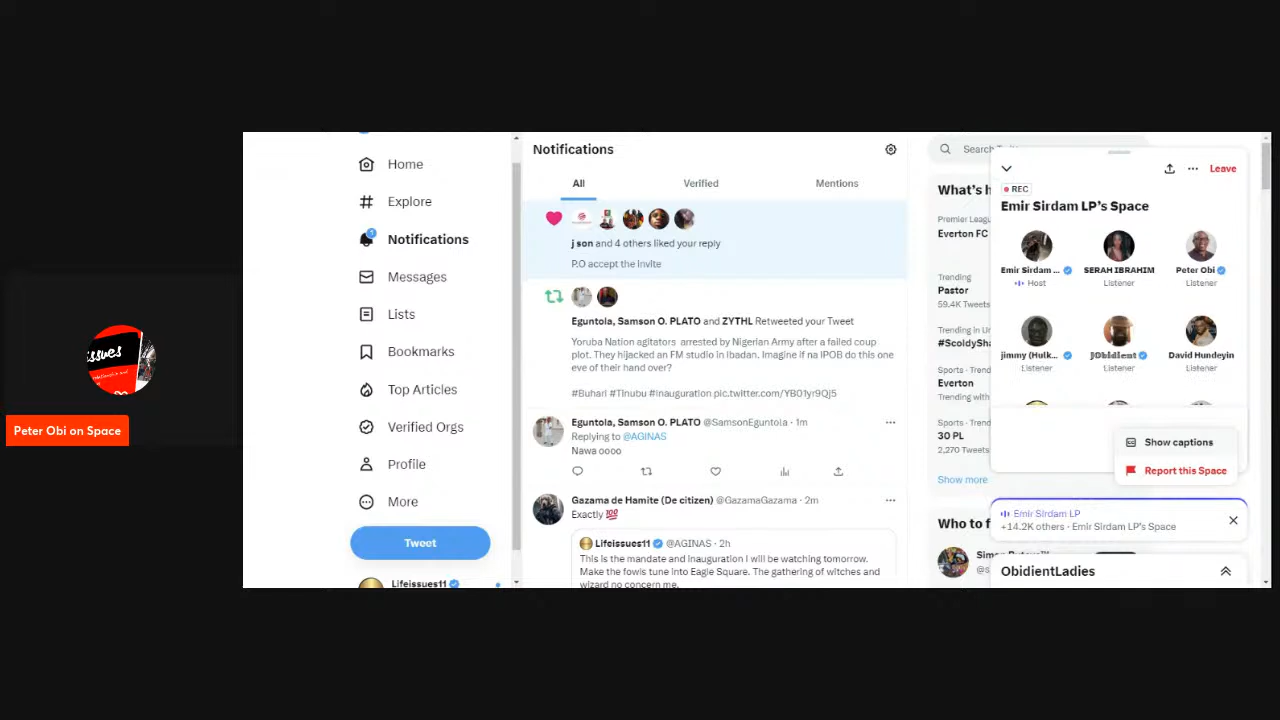 issues
Peter Obi on Space
Home
Explore
Notifications
Messages
Lists
Bookmarks
Top Articles
Verified Orgs
Profile
More
Tweet
Lifeissues11
Notifications
All
Verified
Mentions
j son and 4 others liked your reply
P.O accept the invite
Eguntola, Samson O. PLATO and ZYTHL Retweeted your Tweet
Yoruba Nation agitators arrested by Nigerian Army after a failed coup
plot. They hijacked an FM studio in Ibadan. Imagine if na IPOB do this one
eve of their hand over?
#Buhari #Tinubu #Inauguration pic.twitter.com/YB01yr9Qj5
Eguntola, Samson O. PLATO @SamsonEguntola · 1m
Replying to @AGINAS
Nawa oooo
Gazama de Hamite (De citizen) @GazamaGazama · 2m
Exactly 💯
Lifeissues11 @AGINAS · 2h
This is the mandate and inauguration I will be watching tomorrow.
Make the fowls tune into Eagle Square. The gathering of witches and
wizard no concern me.
Search
What's h
Premier Leag
Everton FC
Trending
Pastor
59.4K Tweets
Trending in
#ScoldySha
Sports · Trend
Everton
Trending with
Sports · Trend
30 PL
2,270 Tweets
Show more
Who to f
Leave
REC
Emir Sirdam LP's Space
Emir Sirdam ...
Host
SERAH IBRAHIM
Listener
Peter Obi
Listener
jimmy (Hulk...
Listener
JObidient
Listener
David Hundeyin
Listener
Show captions
Report this Space
Emir Sirdam LP
+14.2K others · Emir Sirdam LP's Space
ObidientLadies